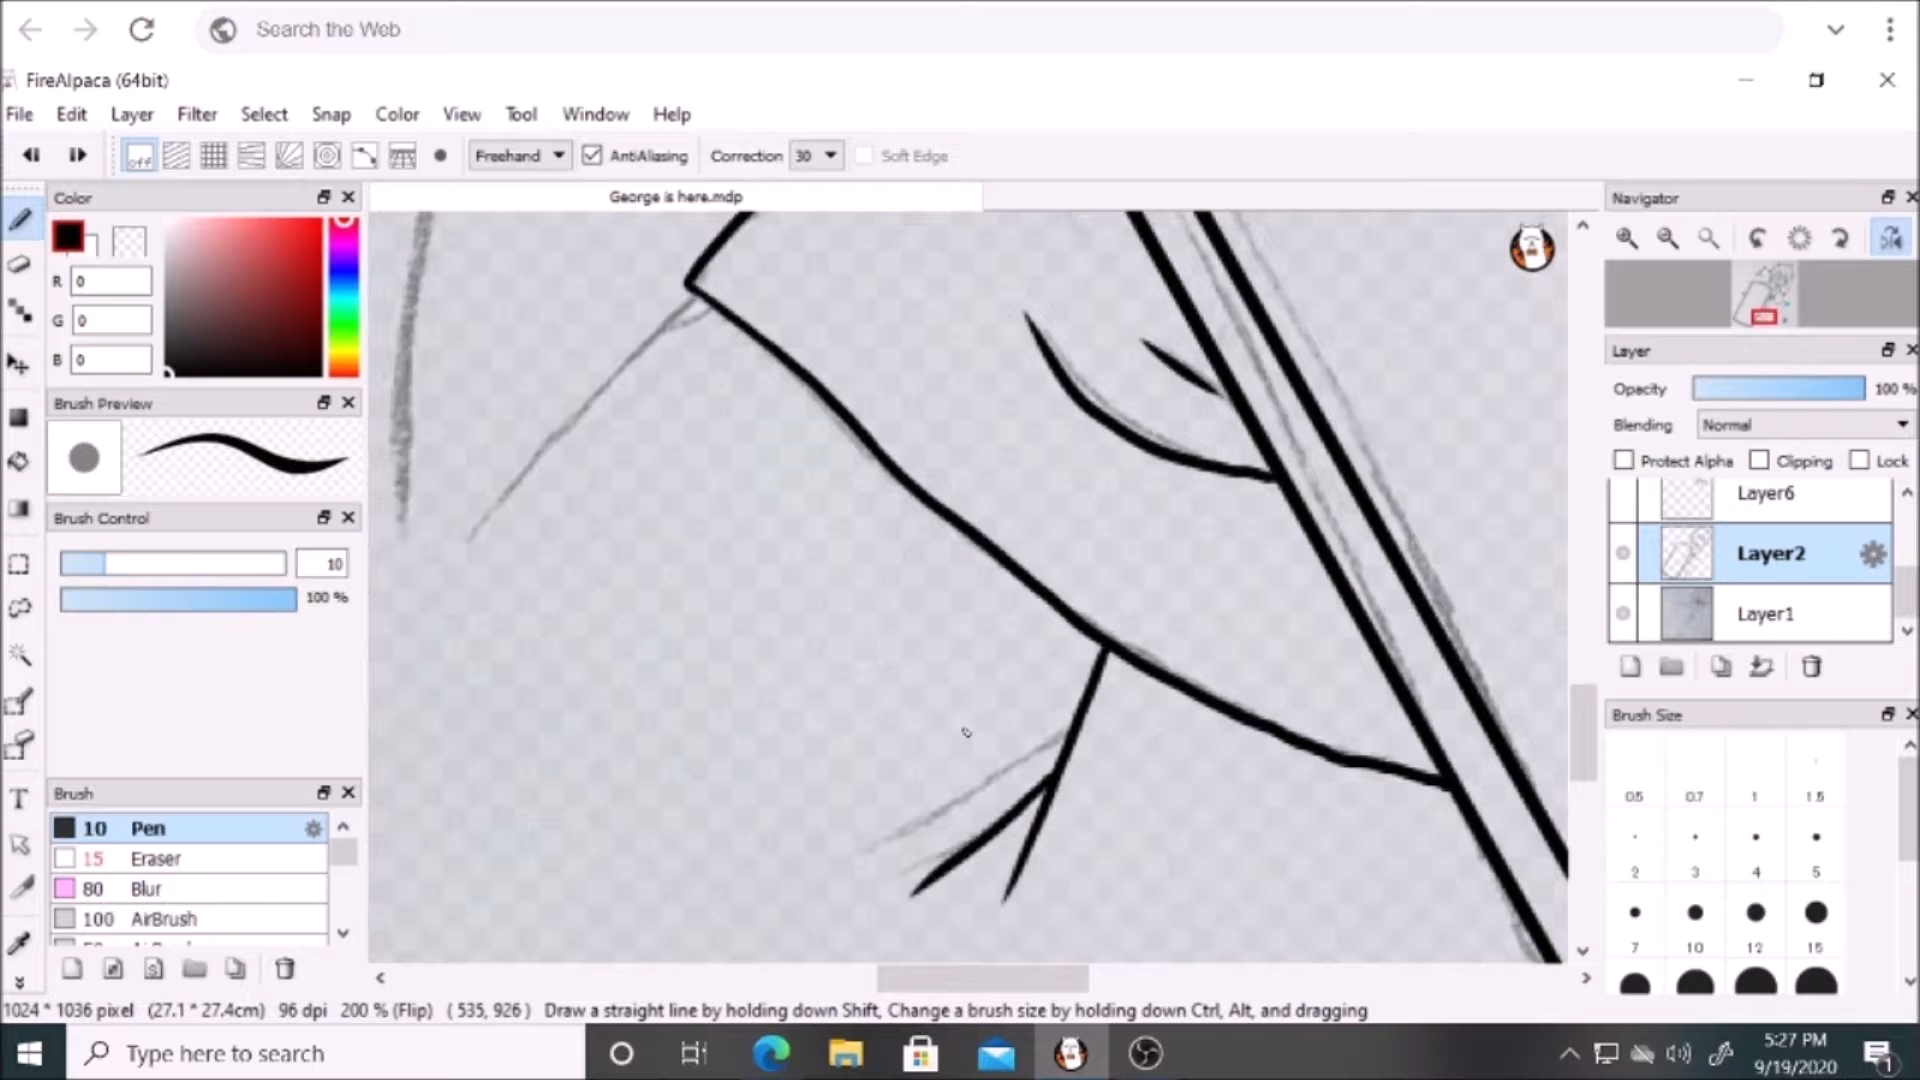 Search the Web
FireAlpaca (64bit)
File Edit Layer Filter Select Snap Color View Tool Window Help
off Freehand AntiAliasing Correction 30 Soft Edge
Color
George is here.mdp
Navigator
R 0
G 0
B 0
Layer
Opacity 100 %
Blending Normal
Protect Alpha Clipping Lock
Layer6
Layer2
Layer1
Brush Preview
Brush Control
10
100 %
Brush Size
0.5 0.7 1 1.5
2 3 4 5
7 10 12 15
Brush
10 Pen
15 Eraser
80 Blur
100 AirBrush
1024 * 1036 pixel (27.1 * 27.4cm) 96 dpi 200 % (Flip) ( 535, 926 ) Draw a straight line by holding down Shift, Change a brush size by holding down Ctrl, Alt, and dragging
Type here to search
5:27 PM
9/19/2020
1